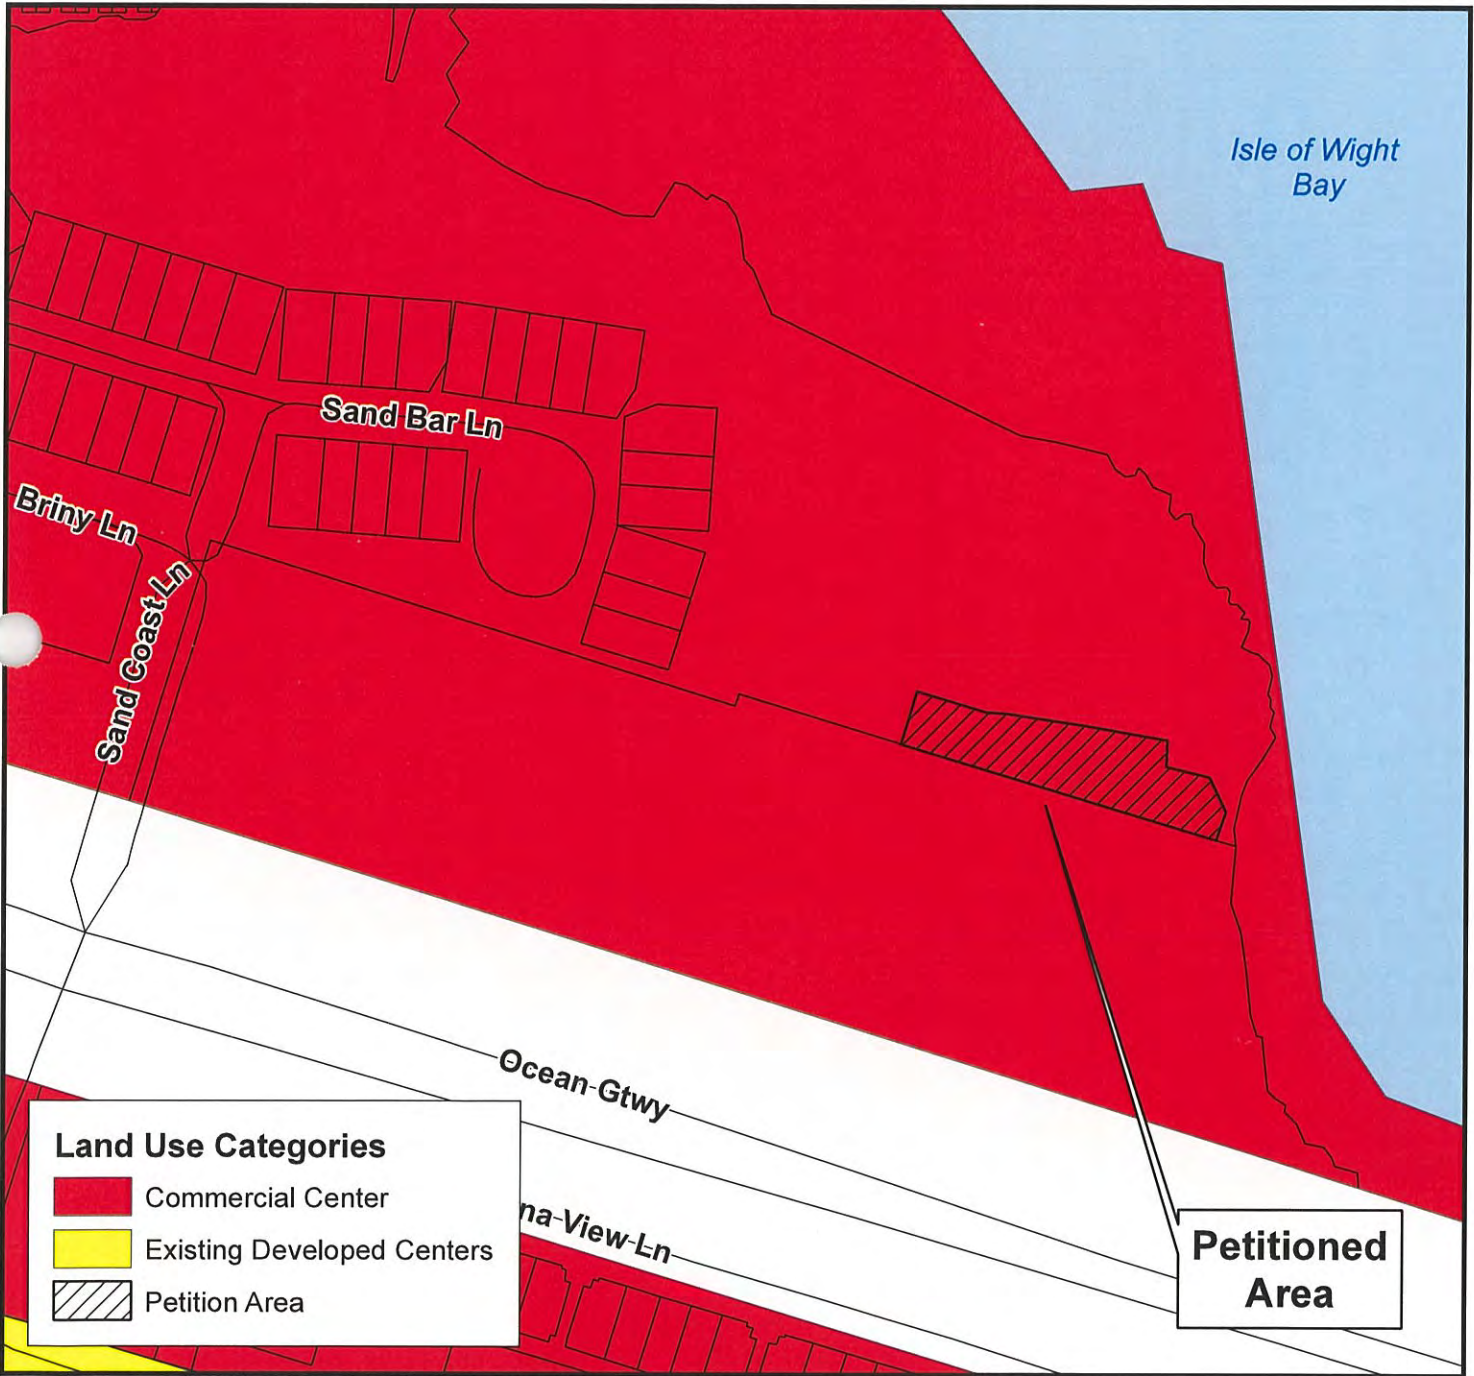 Isle of Wight
Bay
Sand Bar Ln
Briny Ln
Sand Coast Ln
Ocean Gtwy
na View Ln
Land Use Categories
Commercial Center
Existing Developed Centers
Petition Area
Petitioned
Area